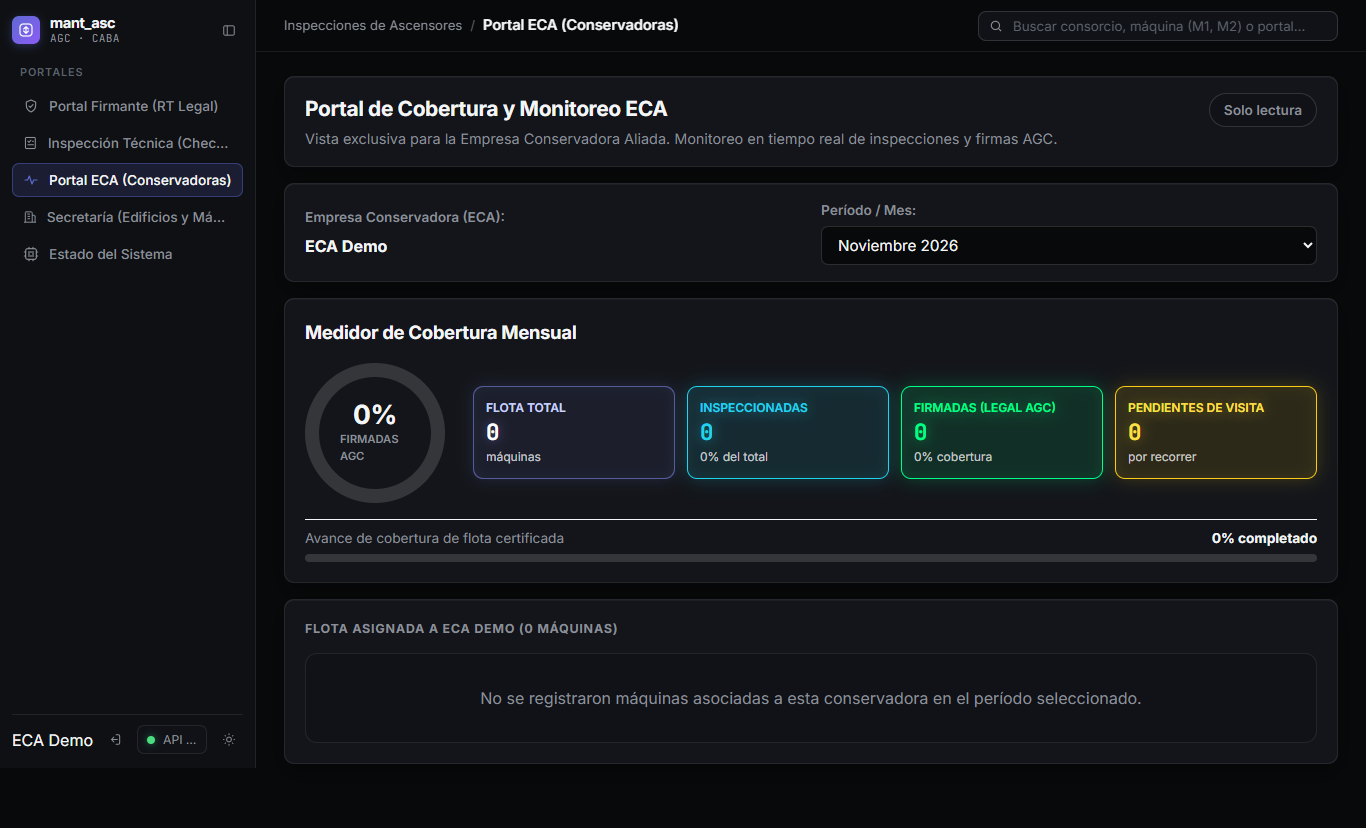 mant_asc
AGC · CABA
PORTALES
Portal Firmante (RT Legal)
Inspección Técnica (Chec...
Portal ECA (Conservadoras)
Secretaría (Edificios y Má...
Estado del Sistema
ECA Demo
API ...
Inspecciones de Ascensores / Portal ECA (Conservadoras)
Buscar consorcio, máquina (M1, M2) o portal...
Portal de Cobertura y Monitoreo ECA
Solo lectura
Vista exclusiva para la Empresa Conservadora Aliada. Monitoreo en tiempo real de inspecciones y firmas AGC.
Empresa Conservadora (ECA):
ECA Demo
Período / Mes:
Noviembre 2026
Medidor de Cobertura Mensual
0%
FIRMADAS
AGC
FLOTA TOTAL
0
máquinas
INSPECCIONADAS
0
0% del total
FIRMADAS (LEGAL AGC)
0
0% cobertura
PENDIENTES DE VISITA
0
por recorrer
Avance de cobertura de flota certificada
0% completado
FLOTA ASIGNADA A ECA DEMO (0 MÁQUINAS)
No se registraron máquinas asociadas a esta conservadora en el período seleccionado.